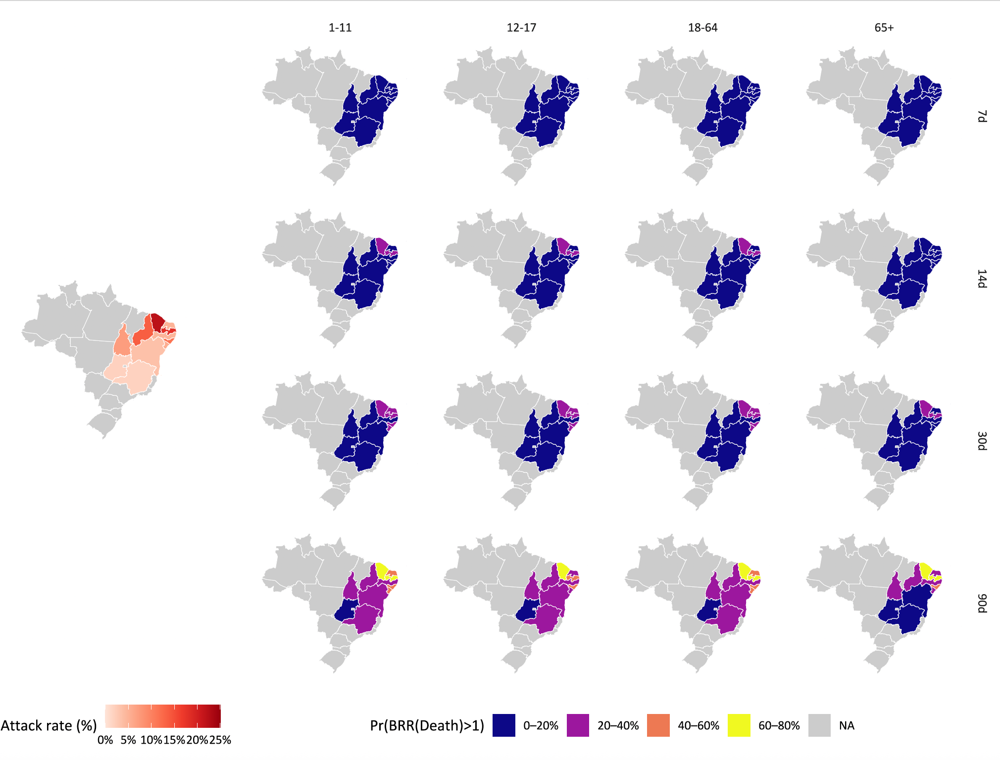 1-11 12-17 18-64 65+
7d
14d
30d
90d
Attack rate (%)
0% 5% 10% 15% 20% 25%
Pr(BRR(Death)>1) 0–20% 20–40% 40–60% 60–80% NA